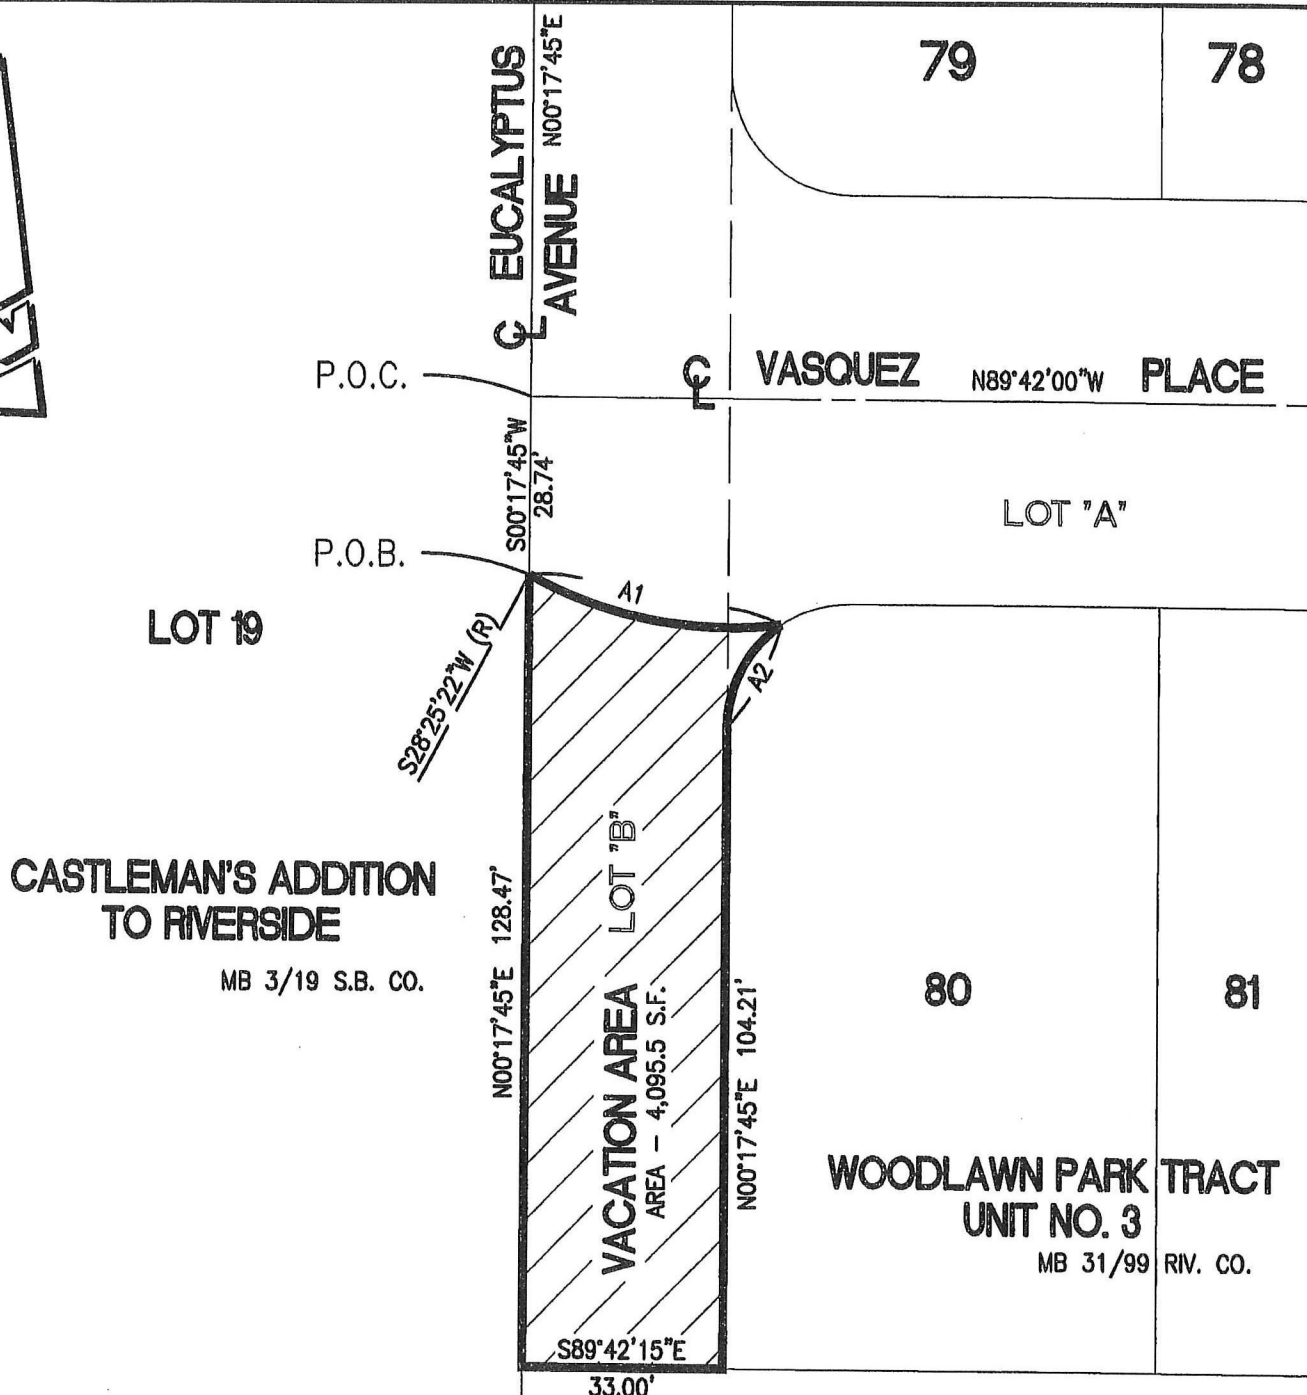 79
78
EUCALYPTUS
AVENUE N00°17'45"E
℄
P.O.C.
℄ VASQUEZ N89°42'00"W PLACE
S00°17'45"W
28.74'
LOT "A"
P.O.B.
A1
LOT 19
S28°25'22"W (R)
A2
LOT "B"
CASTLEMAN'S ADDITION
TO RIVERSIDE
MB 3/19 S.B. CO.
N00°17'45"E 128.47'
VACATION AREA
AREA – 4,095.5 S.F.
N00°17'45"E 104.21'
80
81
WOODLAWN PARK TRACT
UNIT NO. 3
MB 31/99 RIV. CO.
S89°42'15"E
33.00'